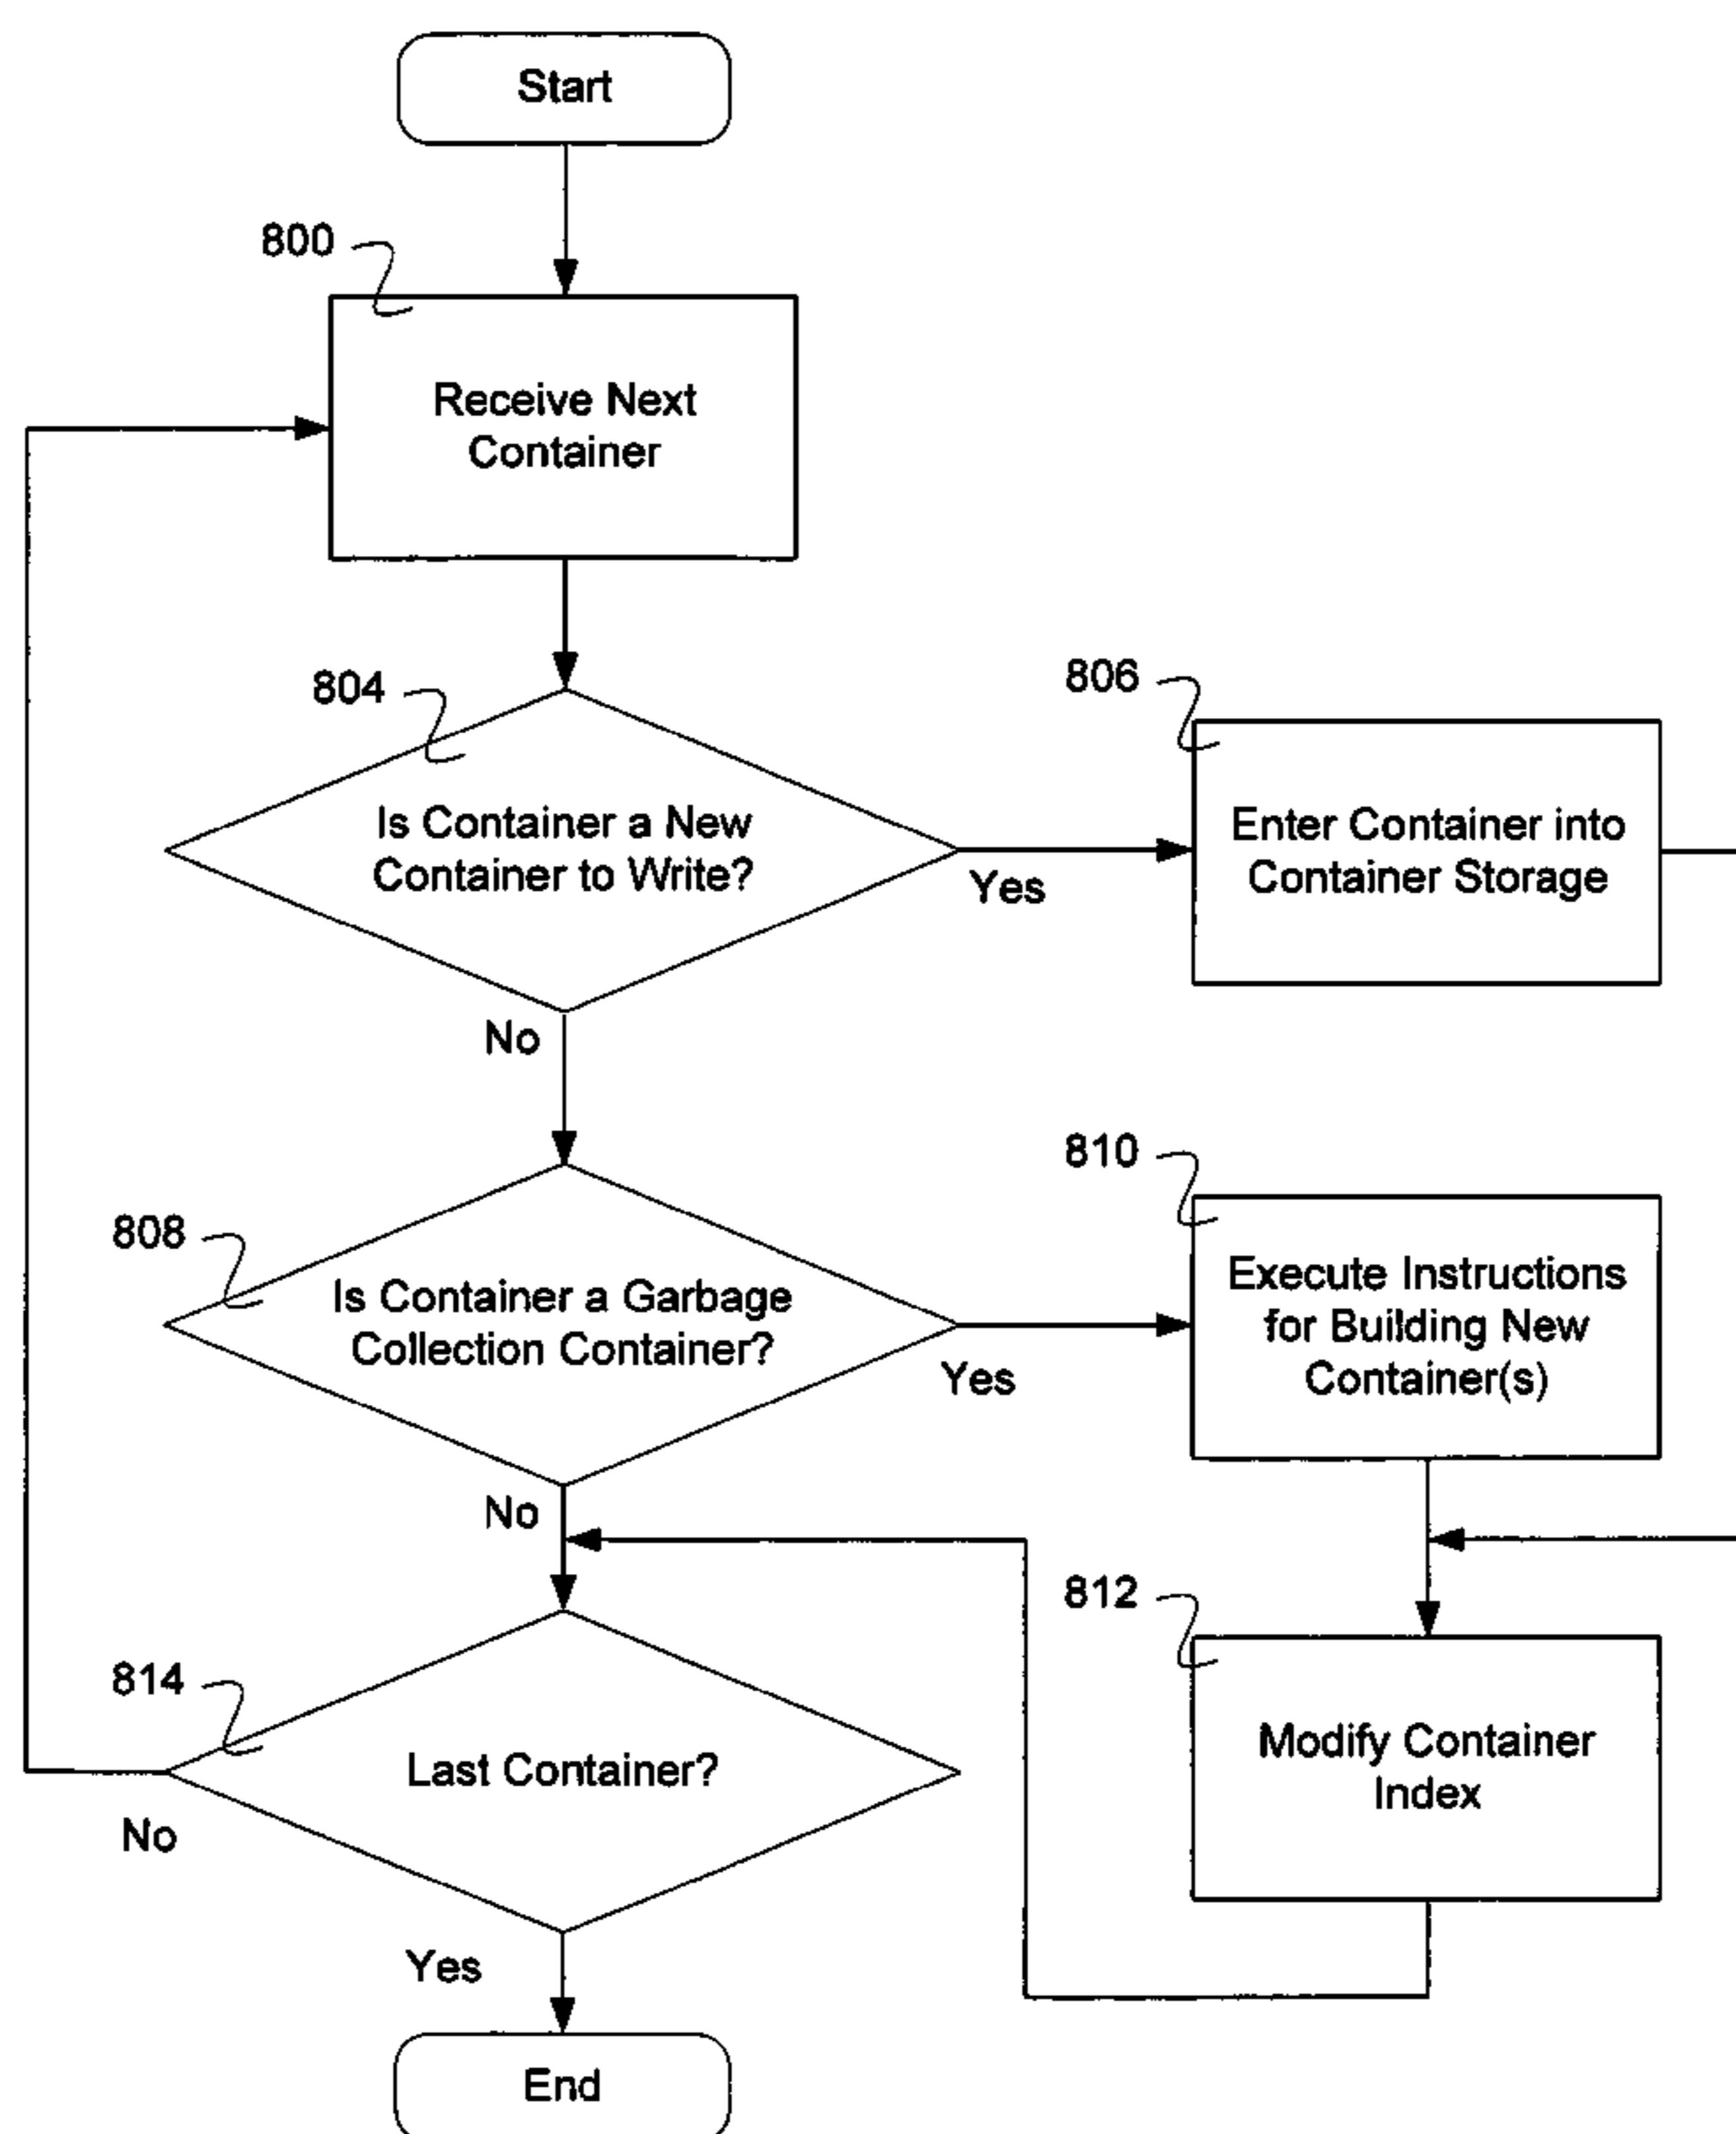 Start
800
Receive Next
Container
804
Is Container a New
Container to Write?
Yes
806
Enter Container into
Container Storage
No
808
Is Container a Garbage
Collection Container?
Yes
810
Execute Instructions
for Building New
Container(s)
No
812
Modify Container
Index
814
Last Container?
No
Yes
End